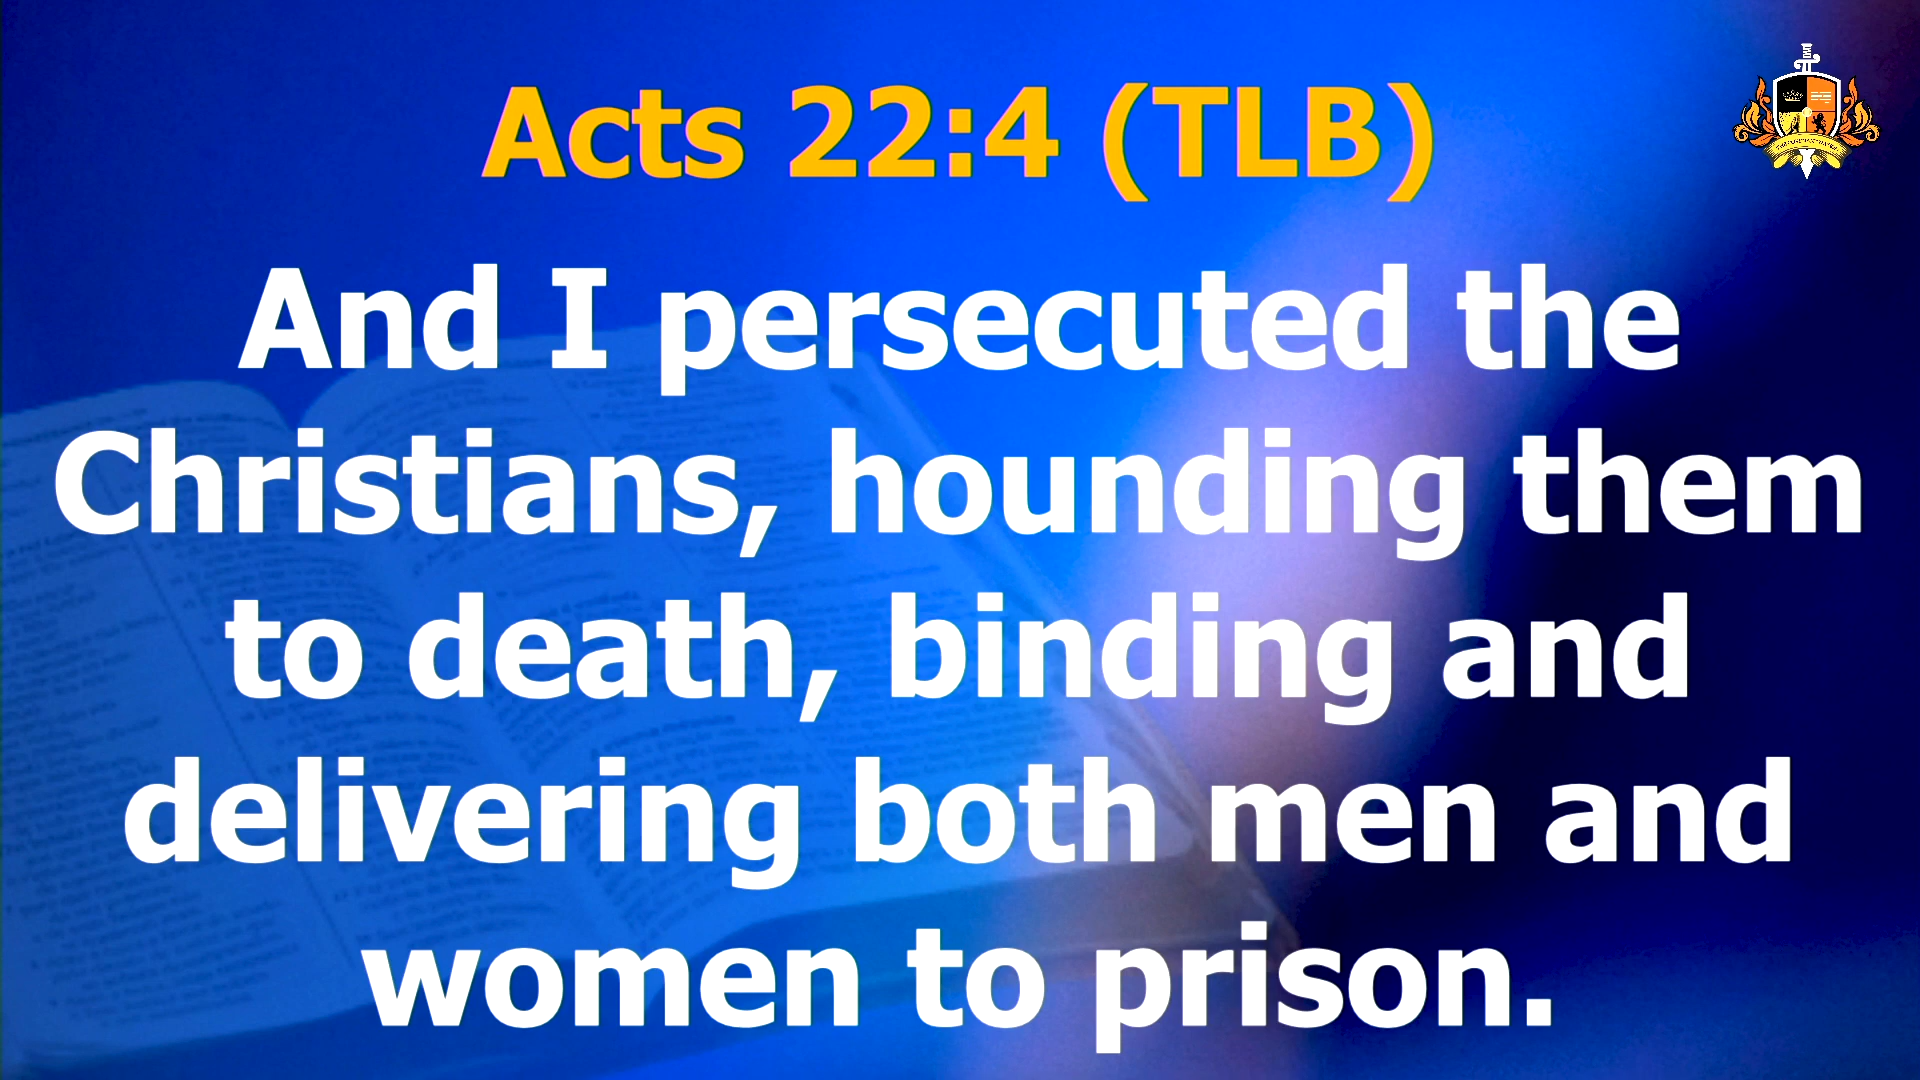 Acts 22:4 (TLB)
And I persecuted the
Christians, hounding them
to death, binding and
delivering both men and
women to prison.